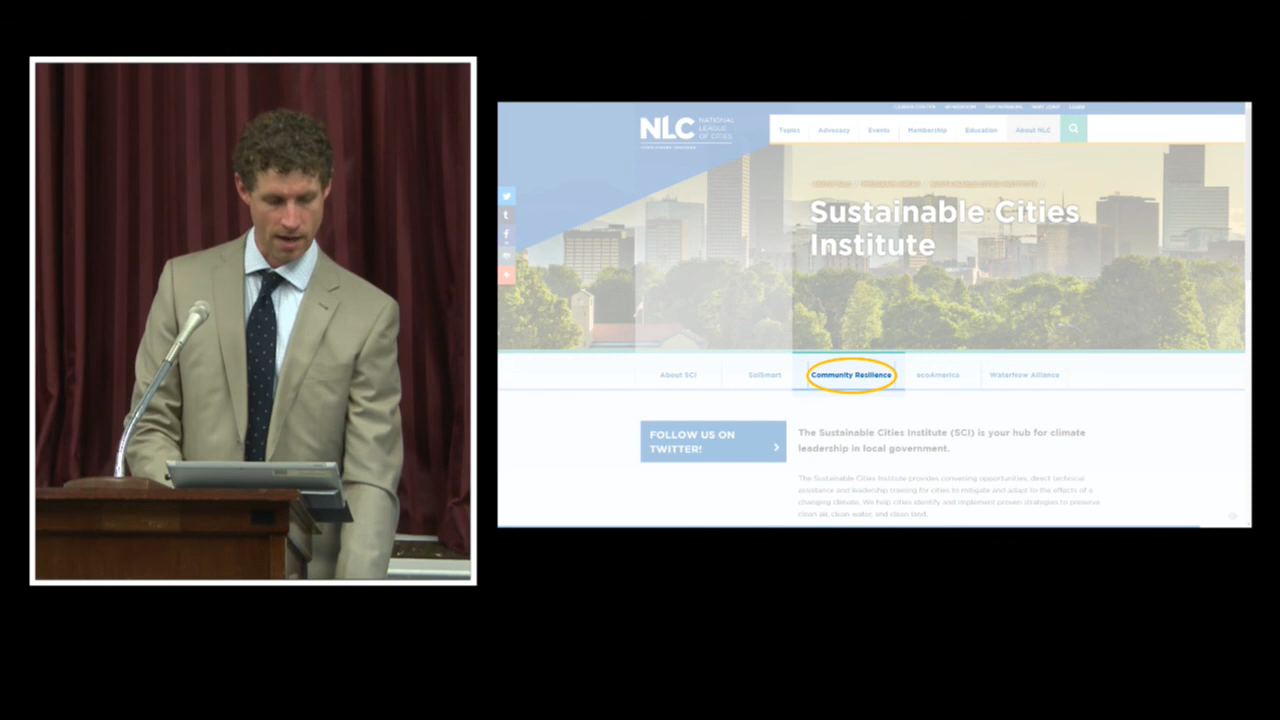 NLC NATIONAL
LEAGUE
OF CITIES
Topics Advocacy Events Membership Education About NLC
Sustainable Cities
Institute
About SCI SolSmart Community Resilience ecoAmerica WaterNow Alliance
FOLLOW US ON
TWITTER!
The Sustainable Cities Institute (SCI) is your hub for climate
leadership in local government.
The Sustainable Cities Institute provides convening opportunities, direct technical
assistance and leadership training for cities to mitigate and adapt to the effects of a
changing climate. We help cities identify and implement proven strategies to preserve
clean air, clean water, and clean land.